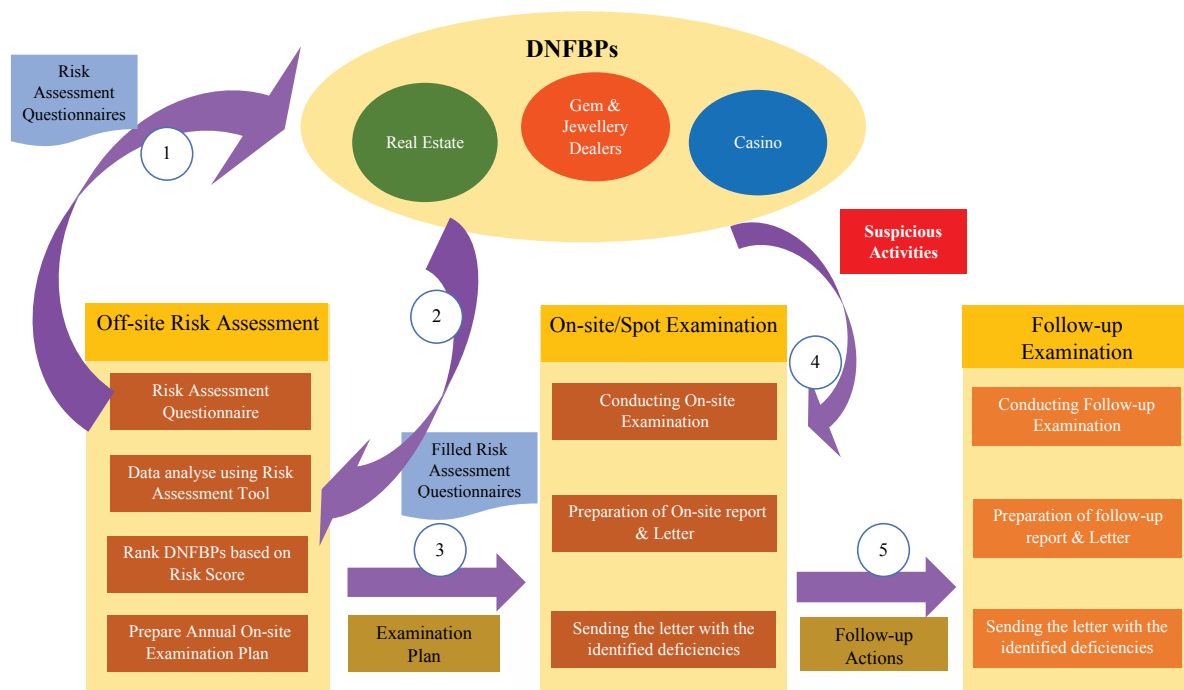 DNFBPs
Risk
Assessment
Questionnaires
1
Real Estate
Gem &
Jewellery
Dealers
Casino
Suspicious
Activities
2
4
Off-site Risk Assessment
Risk Assessment
Questionnaire
Data analyse using Risk
Assessment Tool
Rank DNFBPs based on
Risk Score
Prepare Annual On-site
Examination Plan
Filled Risk
Assessment
Questionnaires
3
Examination
Plan
On-site/Spot Examination
Conducting On-site
Examination
Preparation of On-site report
& Letter
Sending the letter with the
identified deficiencies
5
Follow-up
Actions
Follow-up
Examination
Conducting Follow-up
Examination
Preparation of follow-up
report & Letter
Sending the letter with the
identified deficiencies